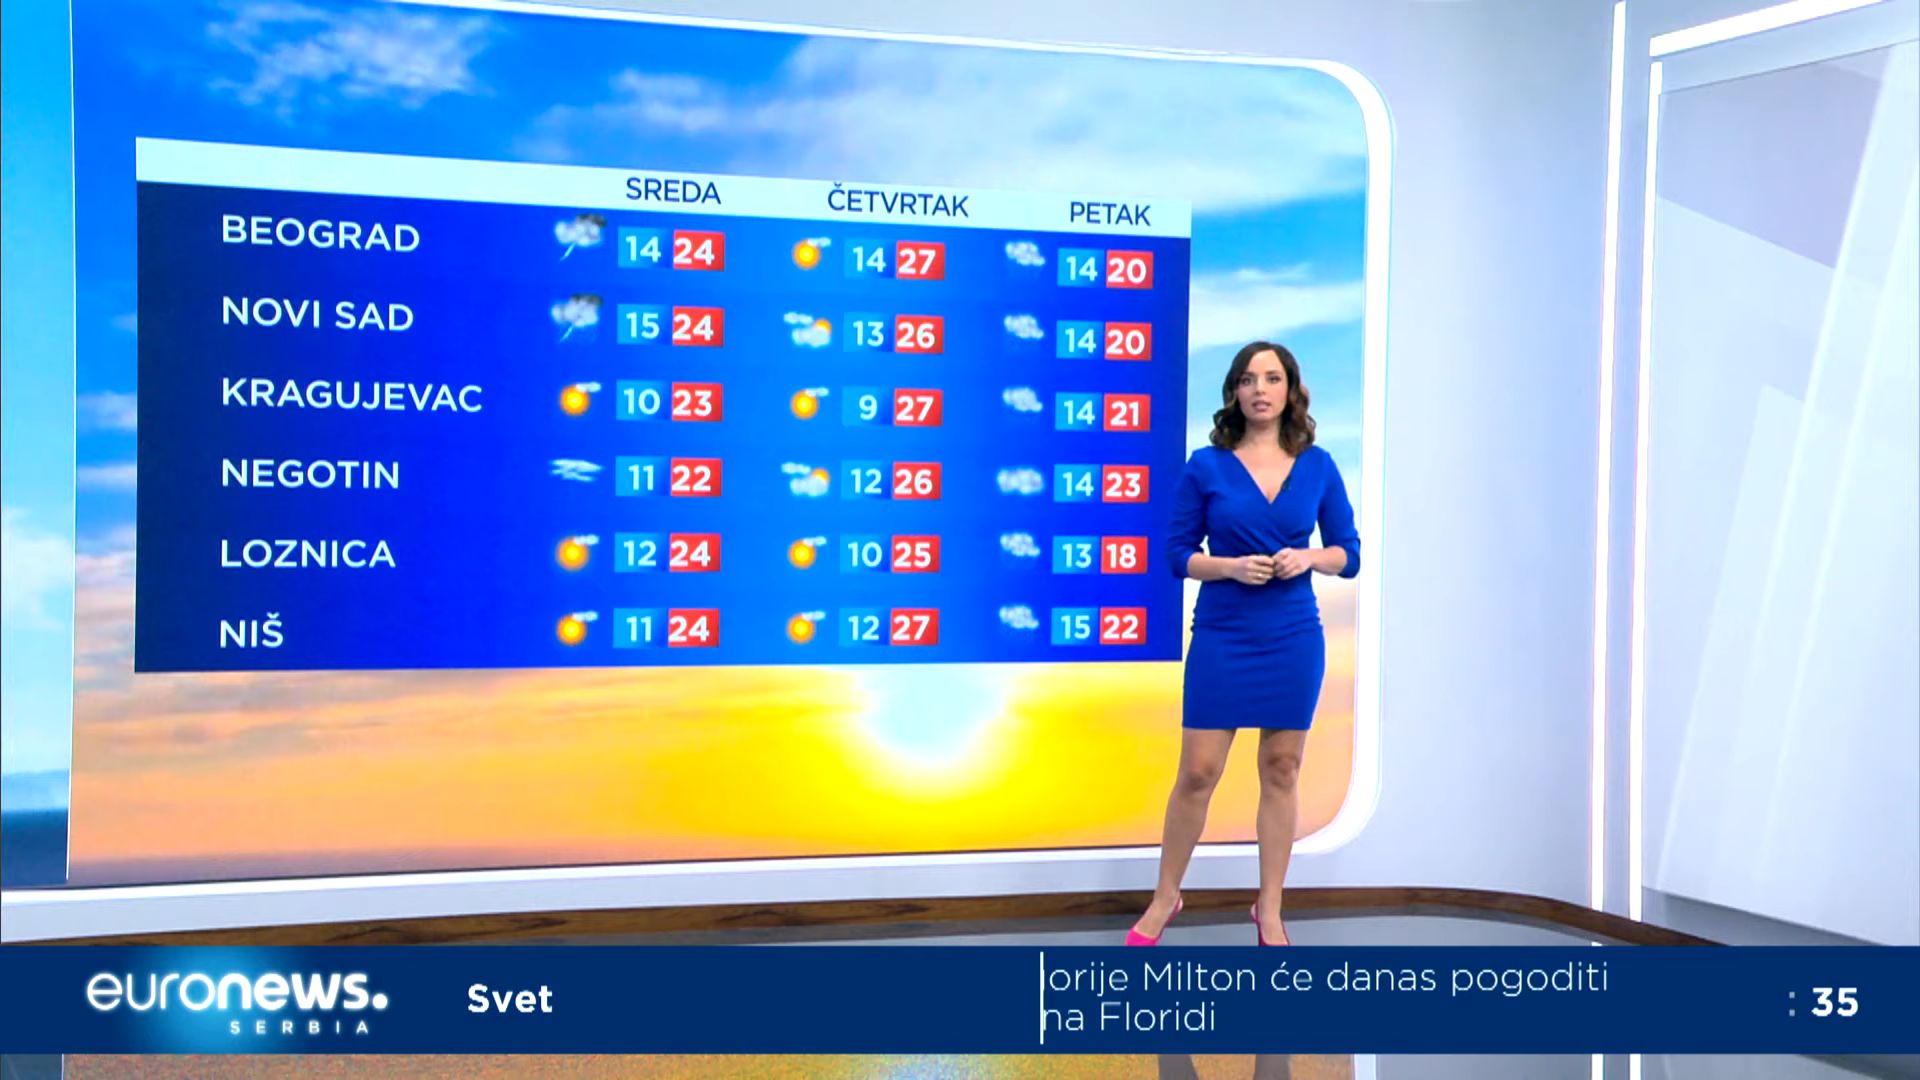 SREDA ČETVRTAK PETAK
BEOGRAD 14 24 14 27 14 20
NOVI SAD 15 24 13 26 14 20
KRAGUJEVAC 10 23 9 27 14 21
NEGOTIN 11 22 12 26 14 23
LOZNICA 12 24 10 25 13 18
NIŠ 11 24 12 27 15 22
euronews.
SERBIA
Svet
orije Milton će danas pogoditi
na Floridi
: 35